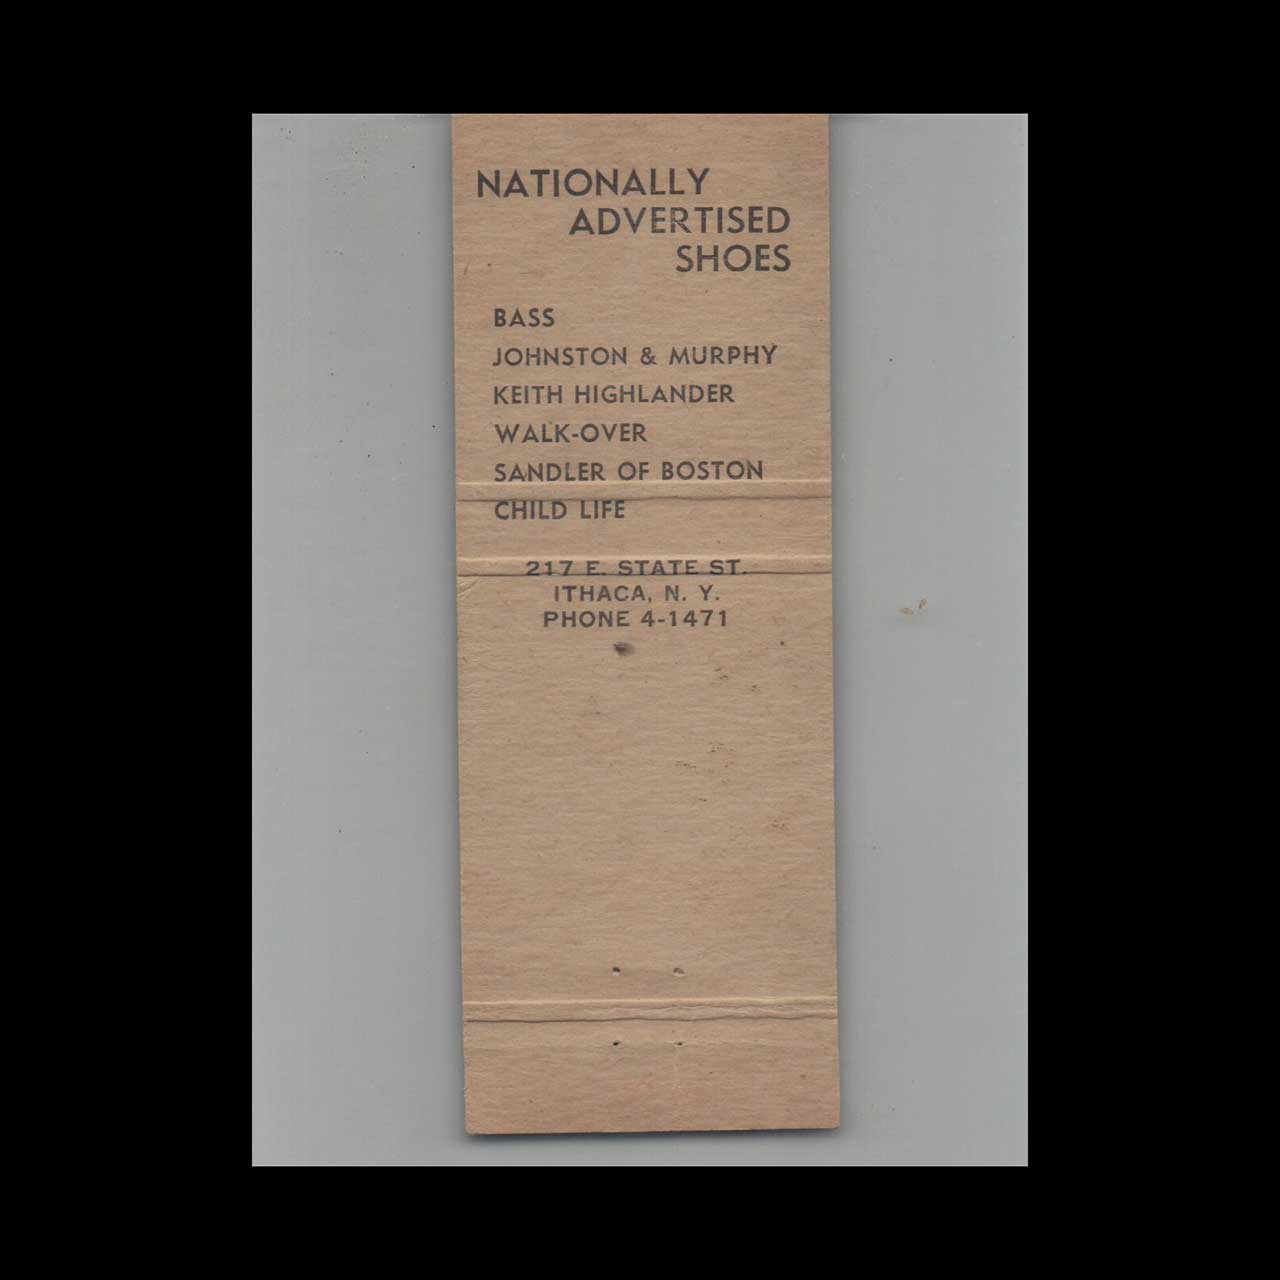 NATIONALLY
ADVERTISED
SHOES
BASS
JOHNSTON & MURPHY
KEITH HIGHLANDER
WALK-OVER
SANDLER OF BOSTON
CHILD LIFE
217 E. STATE ST.
ITHACA, N. Y.
PHONE 4-1471